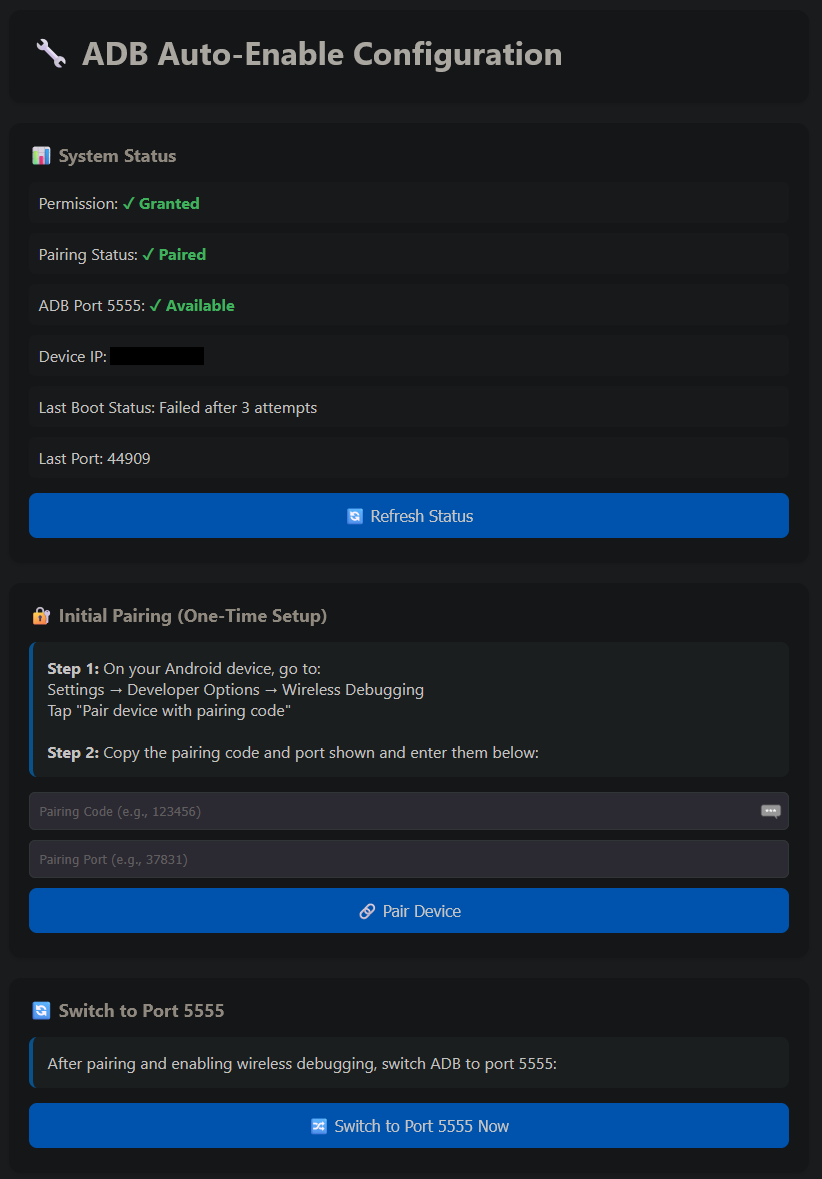 ADB Auto-Enable Configuration
System Status
Permission: ✓ Granted
Pairing Status: ✓ Paired
ADB Port 5555: ✓ Available
Device IP:
Last Boot Status: Failed after 3 attempts
Last Port: 44909
Refresh Status
Initial Pairing (One-Time Setup)
Step 1: On your Android device, go to:
Settings → Developer Options → Wireless Debugging
Tap "Pair device with pairing code"
Step 2: Copy the pairing code and port shown and enter them below:
Pairing Code (e.g., 123456)
Pairing Port (e.g., 37831)
Pair Device
Switch to Port 5555
After pairing and enabling wireless debugging, switch ADB to port 5555:
Switch to Port 5555 Now